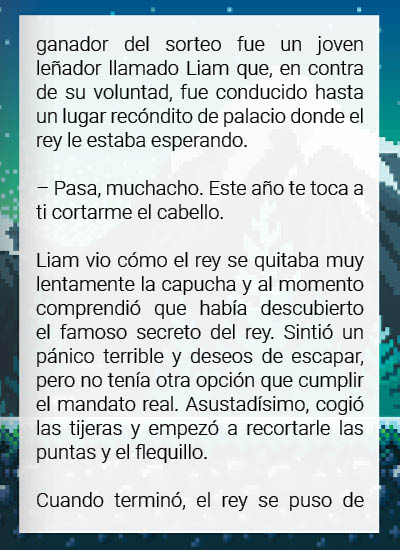 ganador del sorteo fue un joven
leñador llamado Liam que, en contra
de su voluntad, fue conducido hasta
un lugar recóndito de palacio donde el
rey le estaba esperando.
– Pasa, muchacho. Este año te toca a
ti cortarme el cabello.
Liam vio cómo el rey se quitaba muy
lentamente la capucha y al momento
comprendió que había descubierto
el famoso secreto del rey. Sintió un
pánico terrible y deseos de escapar,
pero no tenía otra opción que cumplir
el mandato real. Asustadísimo, cogió
las tijeras y empezó a recortarle las
puntas y el flequillo.
Cuando terminó, el rey se puso de